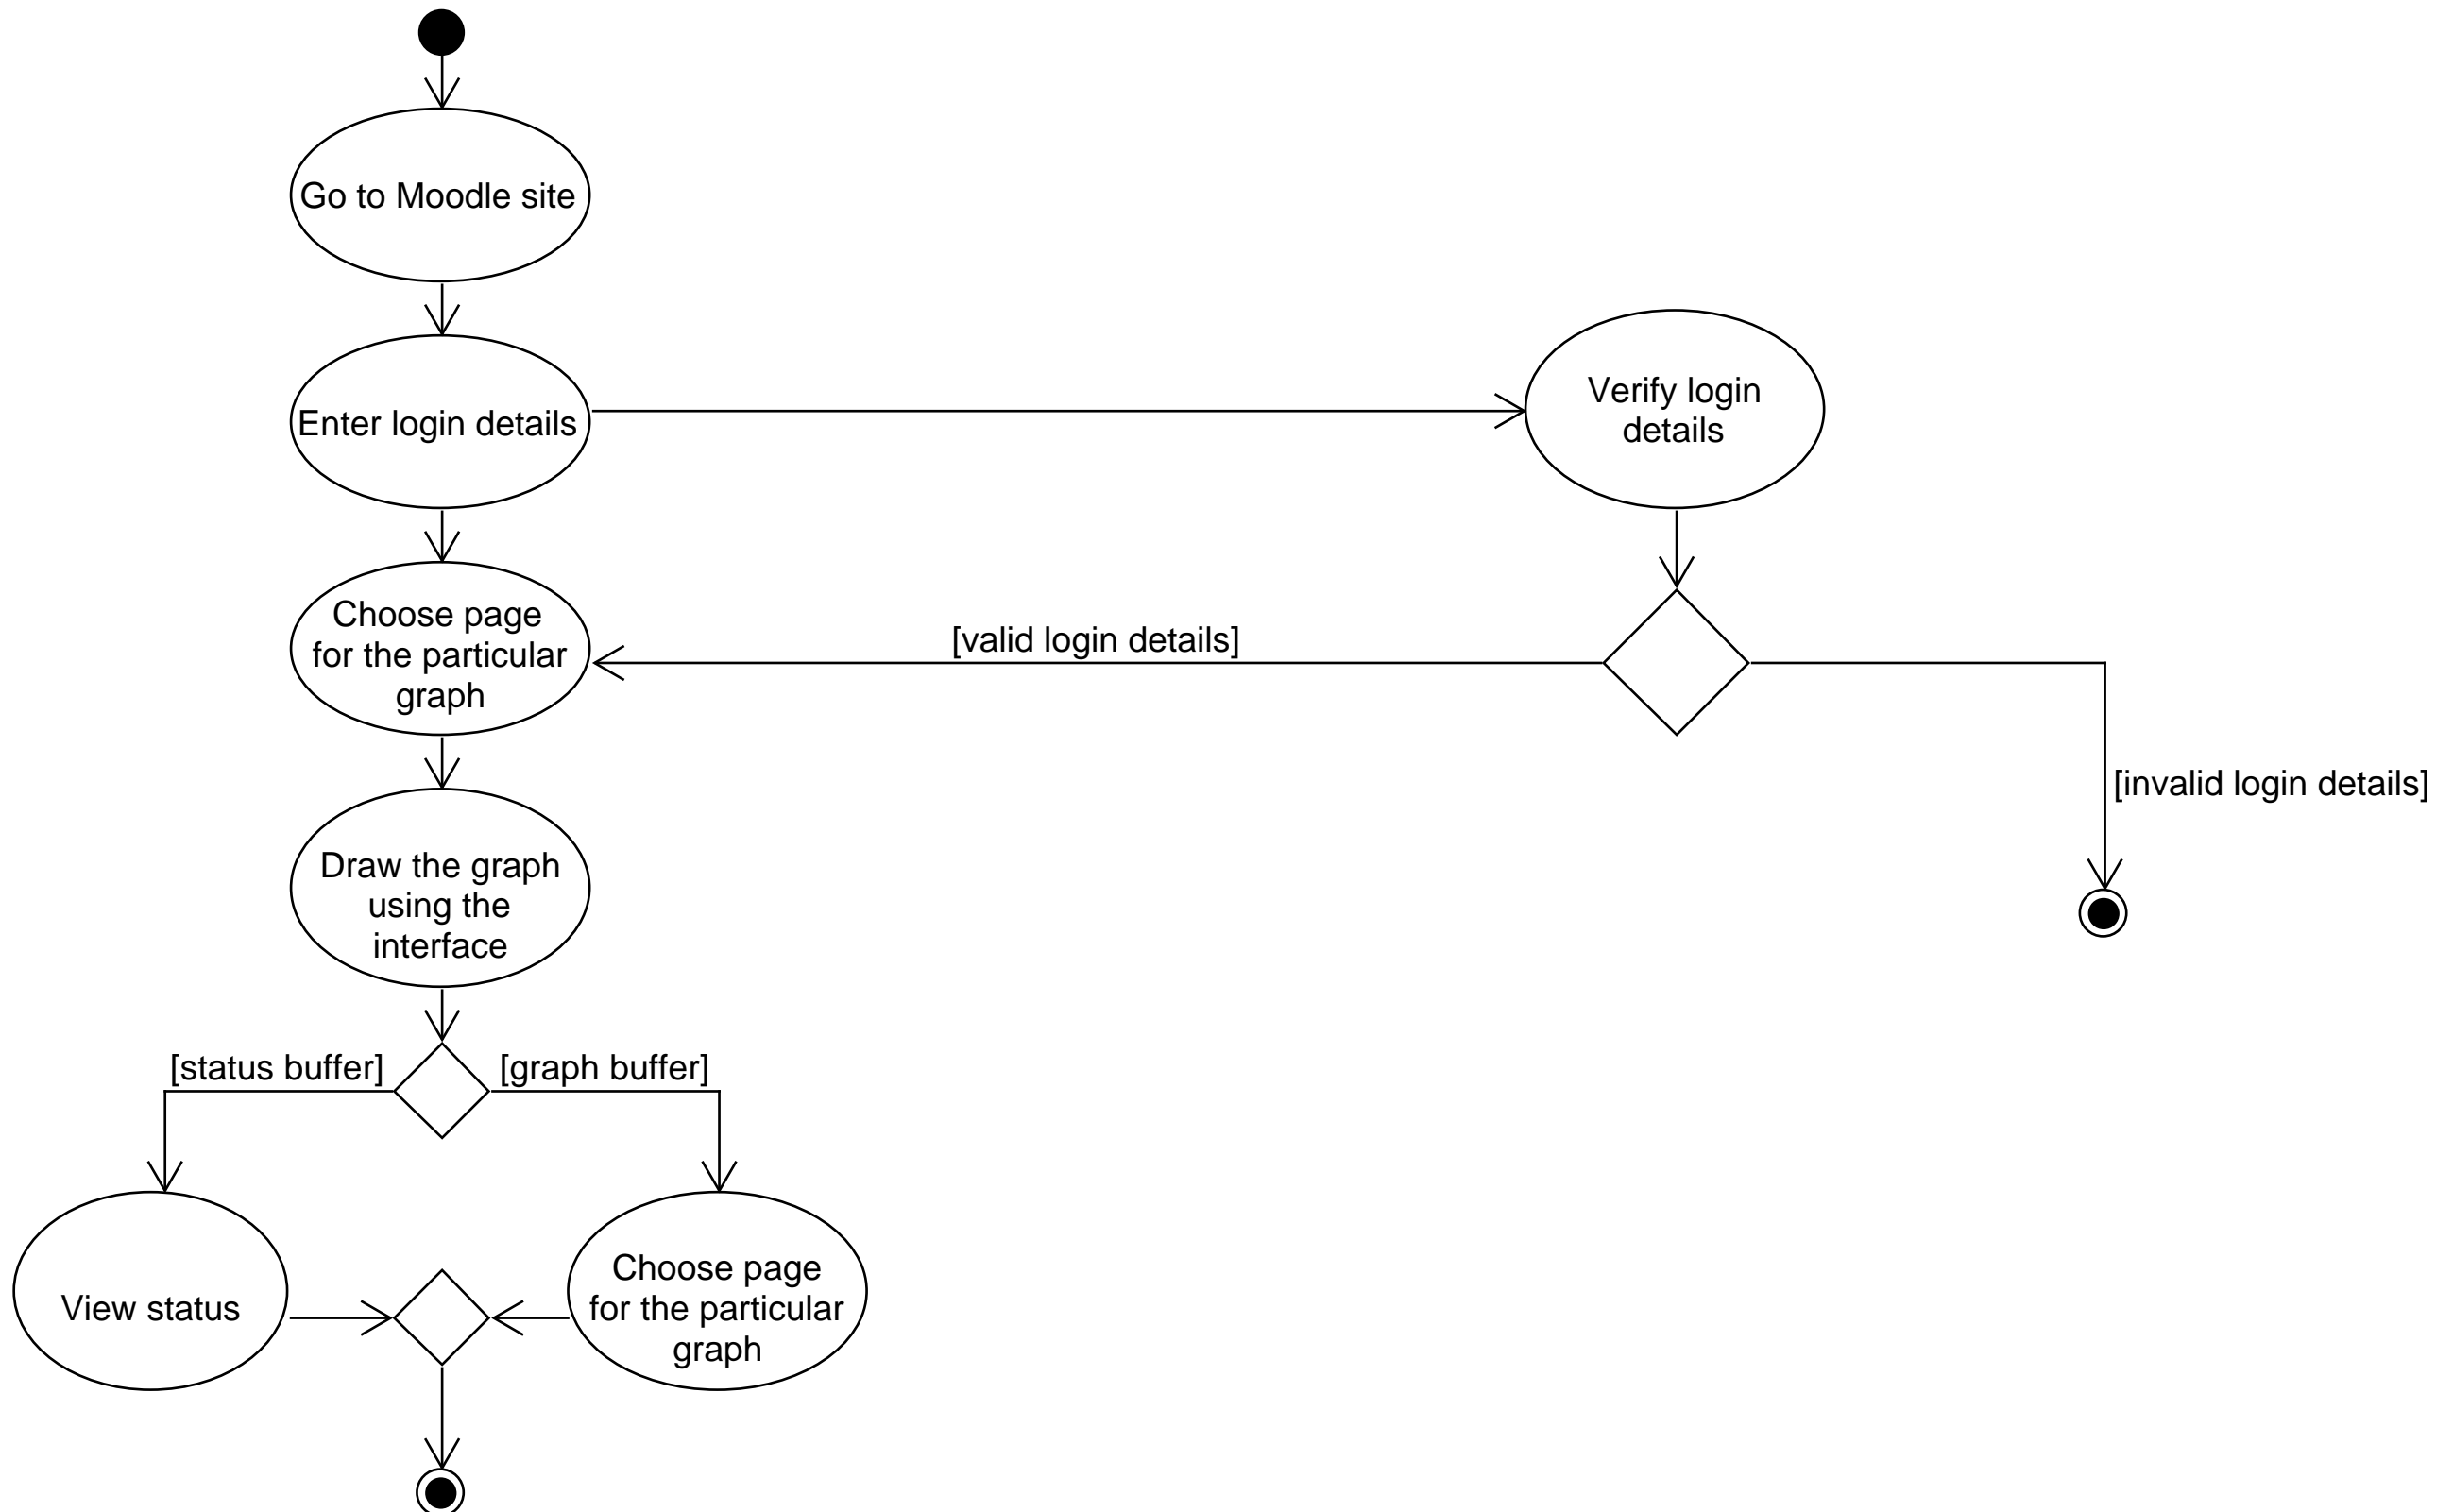 Go to Moodle site
Enter login details
Verify login
details
Choose page
for the particular
graph
[valid login details]
[invalid login details]
Draw the graph
using the
interface
[status buffer]
[graph buffer]
View status
Choose page
for the particular
graph